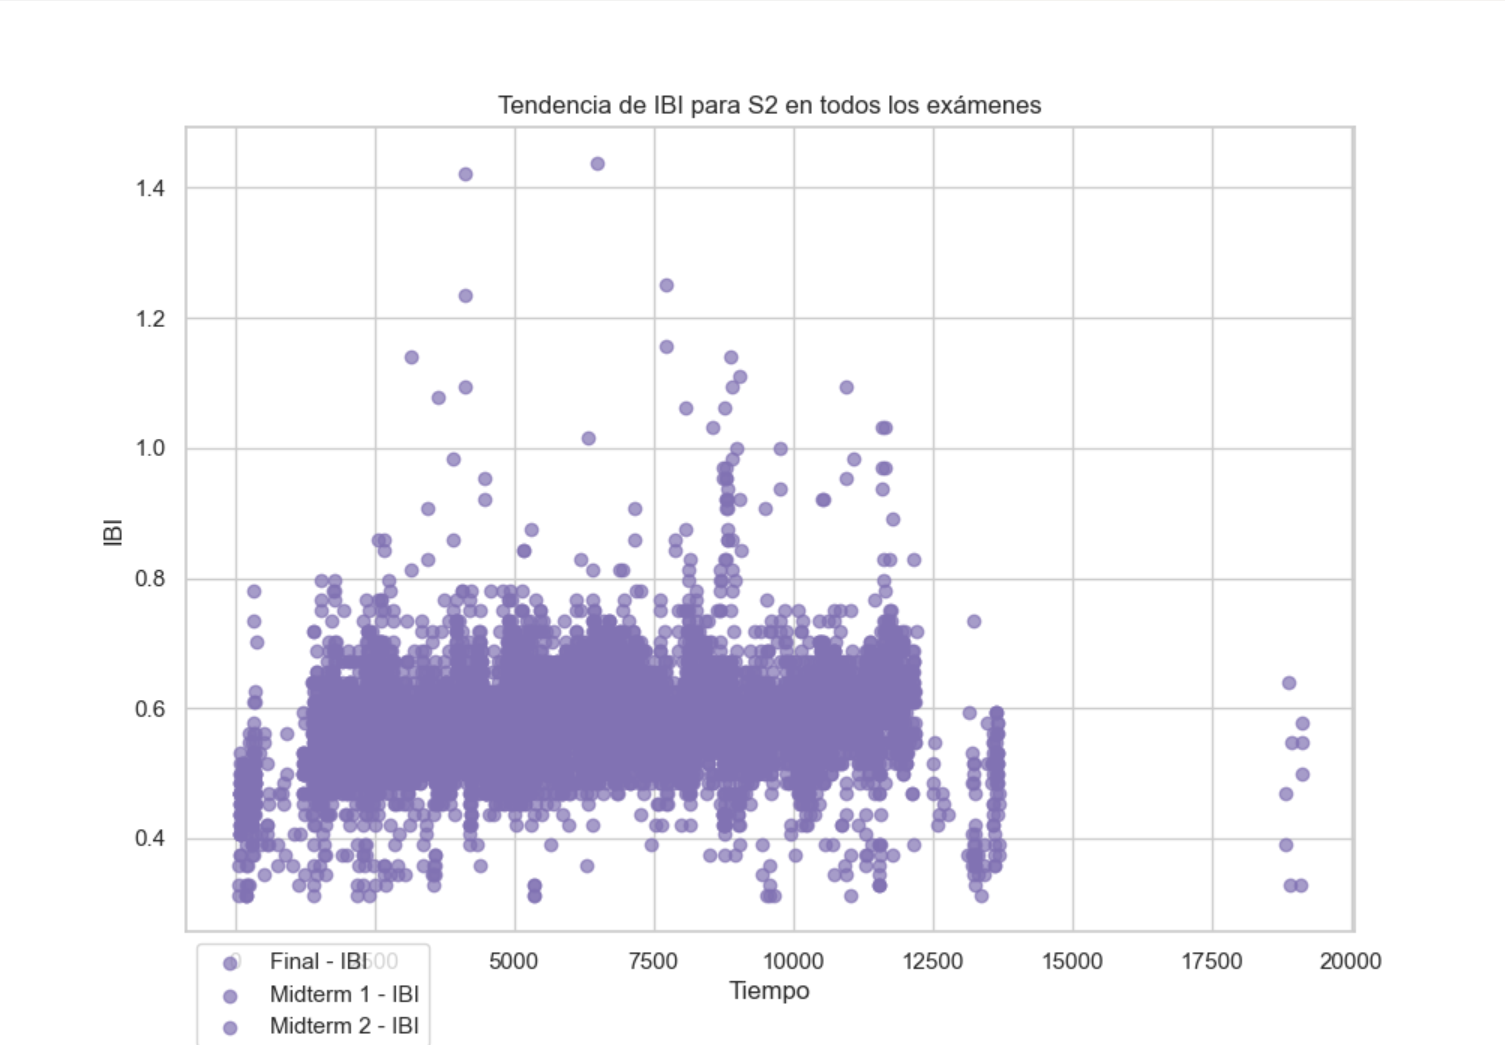 Tendencia de IBI para S2 en todos los exámenes
1.4
1.2
1.0
0.8
0.6
0.4
IBI
0 2500 5000 7500 10000 12500 15000 17500 20000
Tiempo
Final - IBI
Midterm 1 - IBI
Midterm 2 - IBI